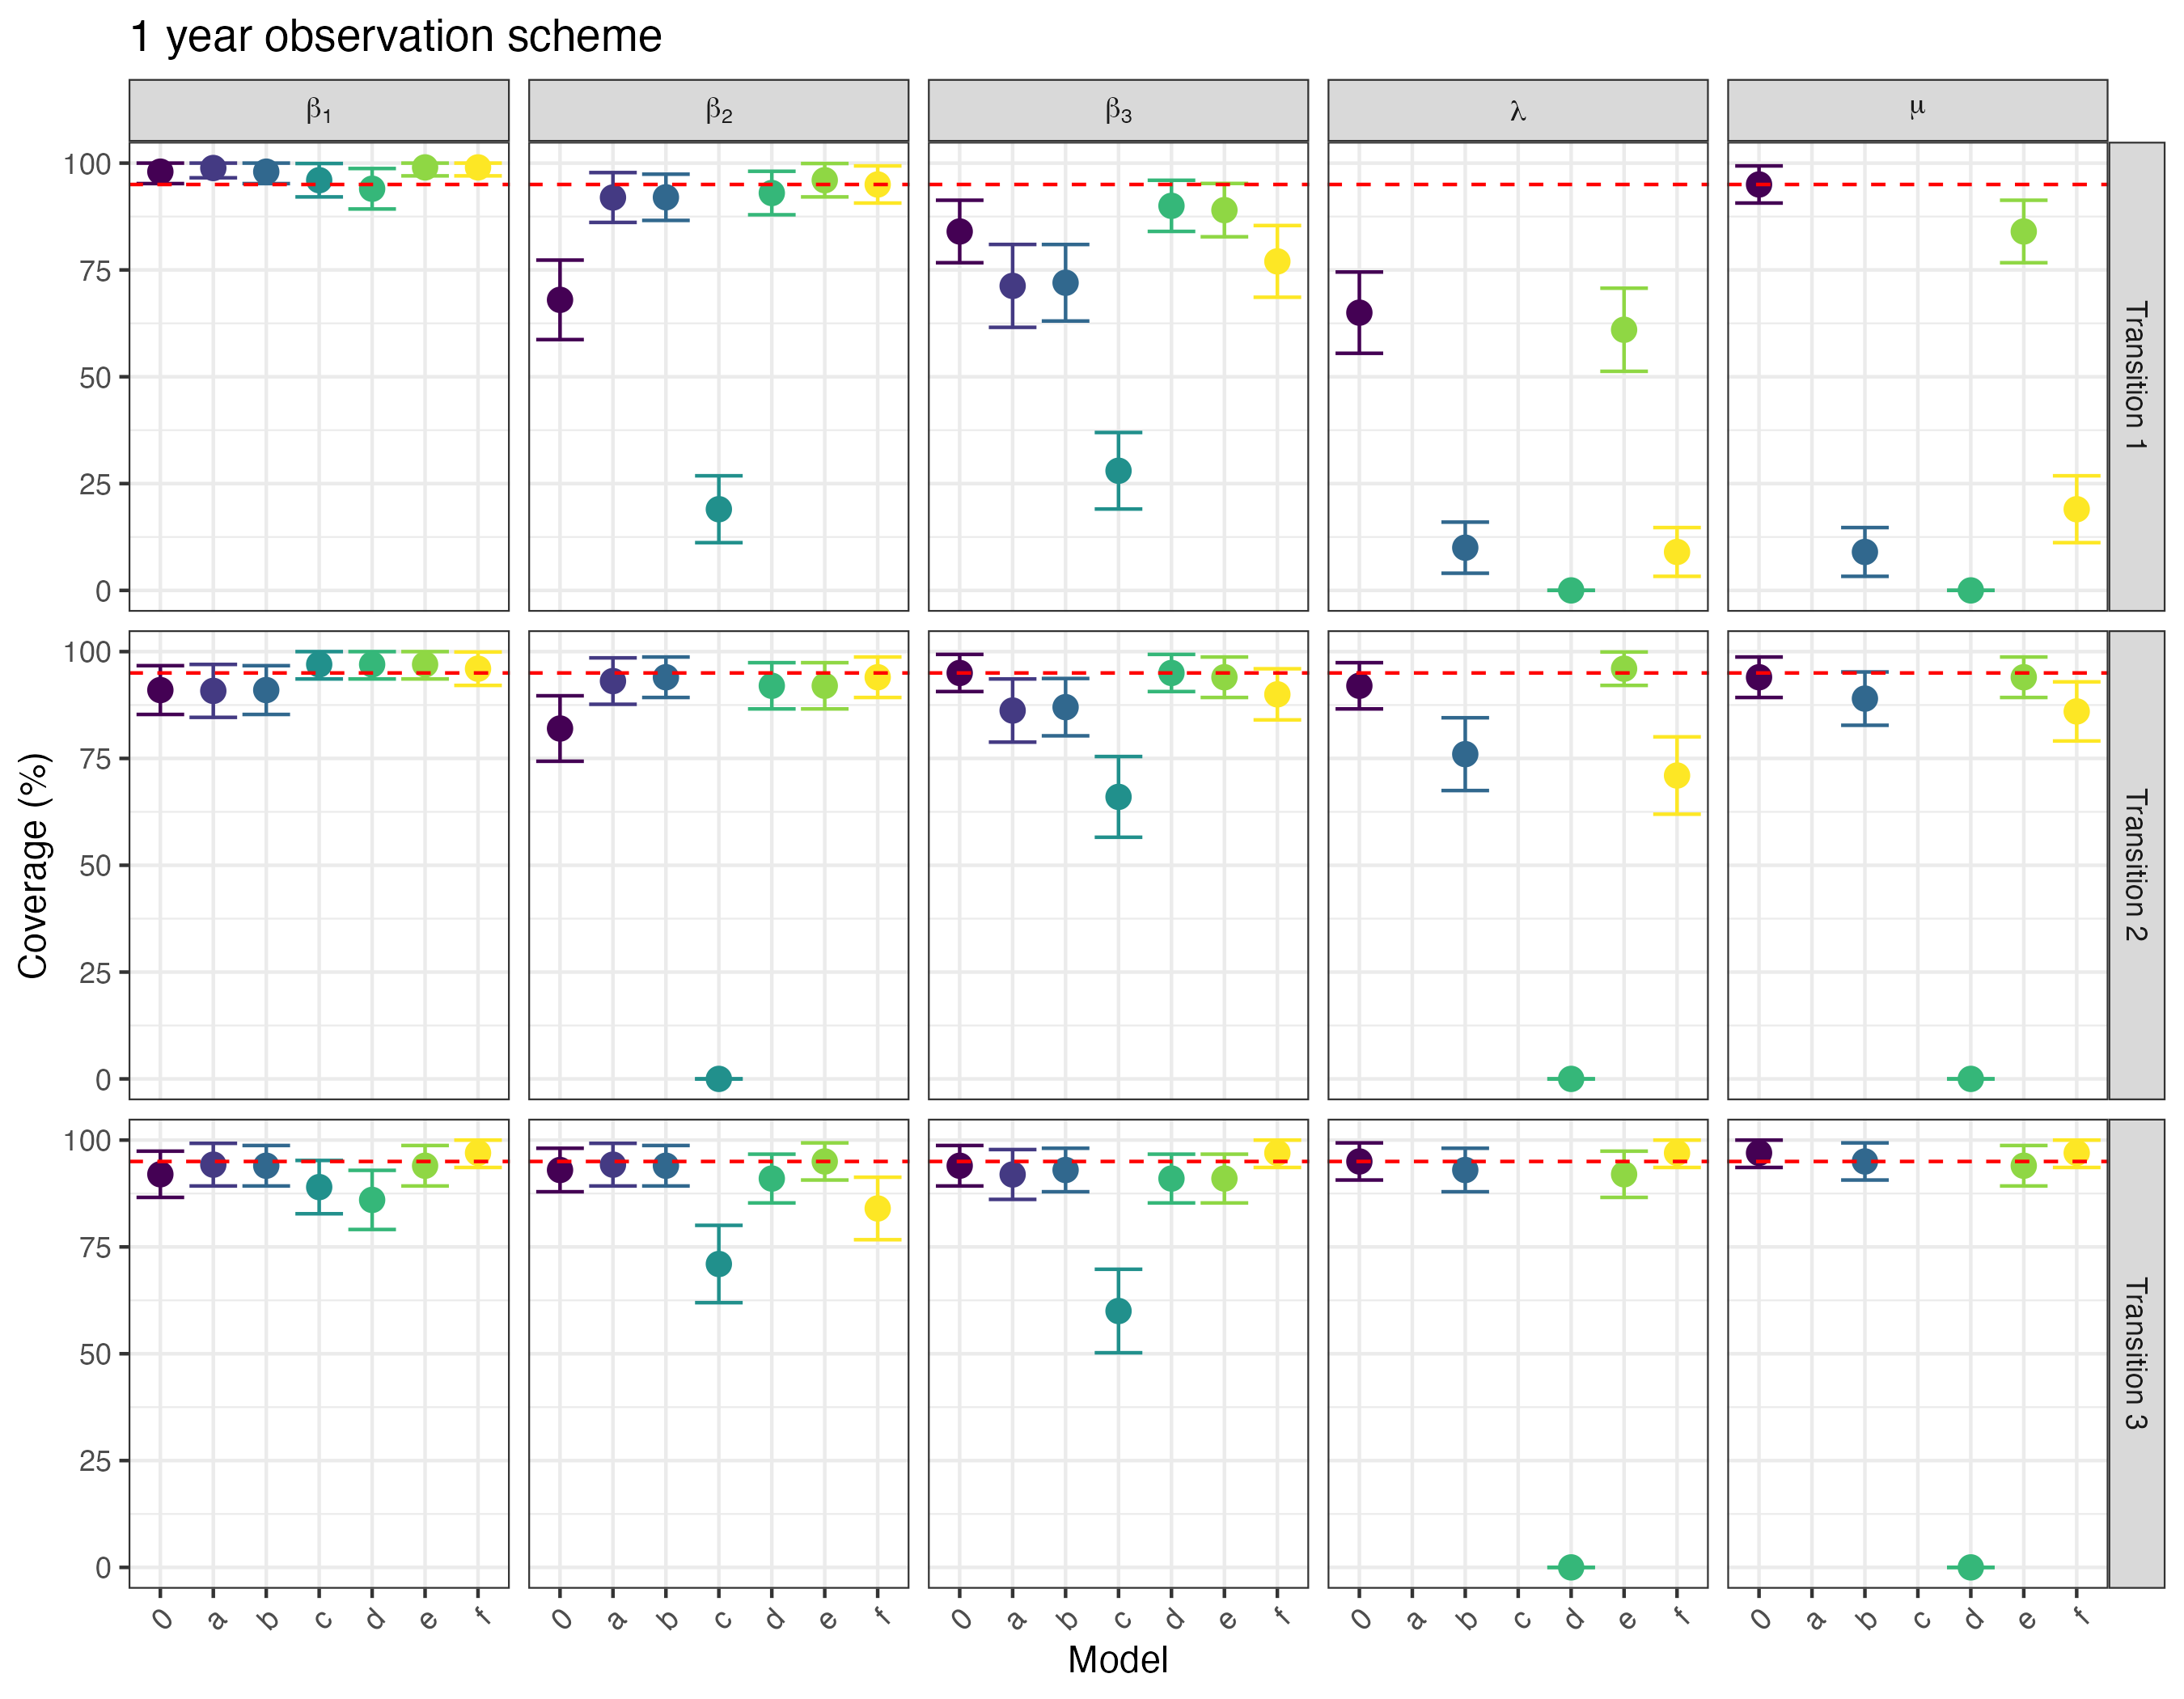 1 year observation scheme
β1 β2 β3 λ μ
100
75
50
25
0
Transition 1
100
75
50
25
0
Transition 2
100
75
50
25
0
Transition 3
Coverage (%)
0 a b c d e f 0 a b c d e f 0 a b c d e f 0 a b c d e f 0 a b c d e f
Model